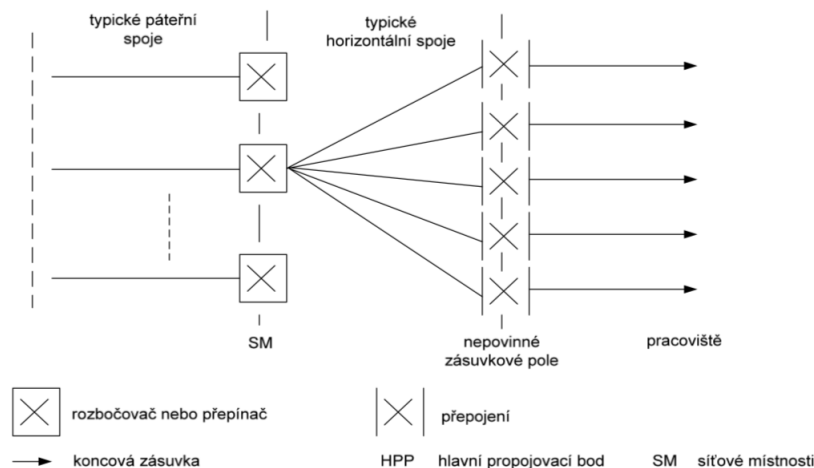 typické páteřní
spoje
typické
horizontální spoje
SM
nepovinné
zásuvkové pole
pracoviště
rozbočovač nebo přepínač
přepojení
koncová zásuvka
HPP hlavní propojovací bod
SM síťové místnosti